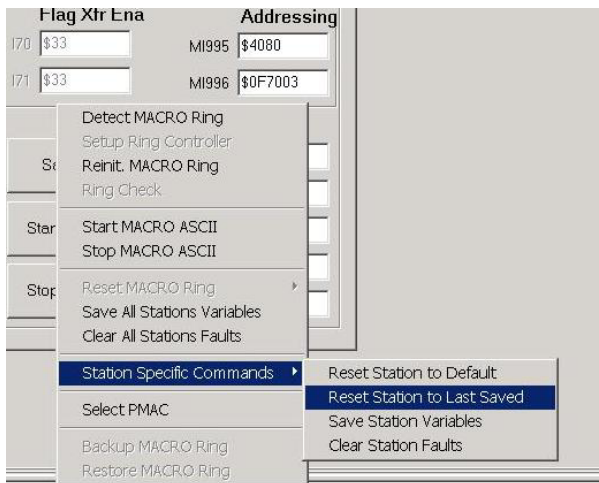 Flag Xfr Ena
Addressing
I70 $33
MI995 $4080
I71 $33
MI996 $0F7003
Detect MACRO Ring
Setup Ring Controller
Reinit. MACRO Ring
Ring Check
Start MACRO ASCII
Stop MACRO ASCII
Stop
Reset MACRO Ring
Save All Stations Variables
Clear All Stations Faults
Station Specific Commands
Reset Station to Default
Reset Station to Last Saved
Save Station Variables
Clear Station Faults
Select PMAC
Backup MACRO Ring
Restore MACRO Ring